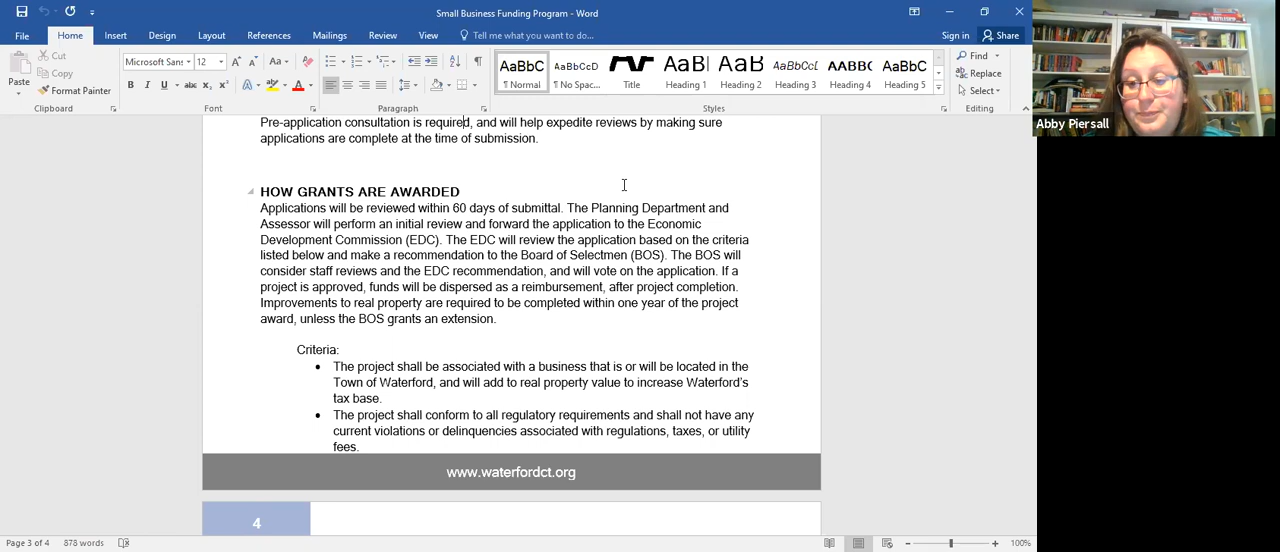 Small Business Funding Program - Word
File Home Insert Design Layout References Mailings Review View Tell me what you want to do... Sign in Share
Cut
Copy
Format Painter
Paste
Microsoft San: 12
AaBbC AaBbCcD AaBl AaB AaBbCcL AABBC AaBbC
¶ Normal ¶ No Spac... Title Heading 1 Heading 2 Heading 3 Heading 4 Heading 5
Find
Replace
Select
Clipboard Font Paragraph Styles Editing
Pre-application consultation is required, and will help expedite reviews by making sure
applications are complete at the time of submission.
HOW GRANTS ARE AWARDED
Applications will be reviewed within 60 days of submittal. The Planning Department and
Assessor will perform an initial review and forward the application to the Economic
Development Commission (EDC). The EDC will review the application based on the criteria
listed below and make a recommendation to the Board of Selectmen (BOS). The BOS will
consider staff reviews and the EDC recommendation, and will vote on the application. If a
project is approved, funds will be dispersed as a reimbursement, after project completion.
Improvements to real property are required to be completed within one year of the project
award, unless the BOS grants an extension.
Criteria:
• The project shall be associated with a business that is or will be located in the
Town of Waterford, and will add to real property value to increase Waterford's
tax base.
• The project shall conform to all regulatory requirements and shall not have any
current violations or delinquencies associated with regulations, taxes, or utility
fees.
www.waterfordct.org
4
Page 3 of 4 878 words 100%
Abby Piersall